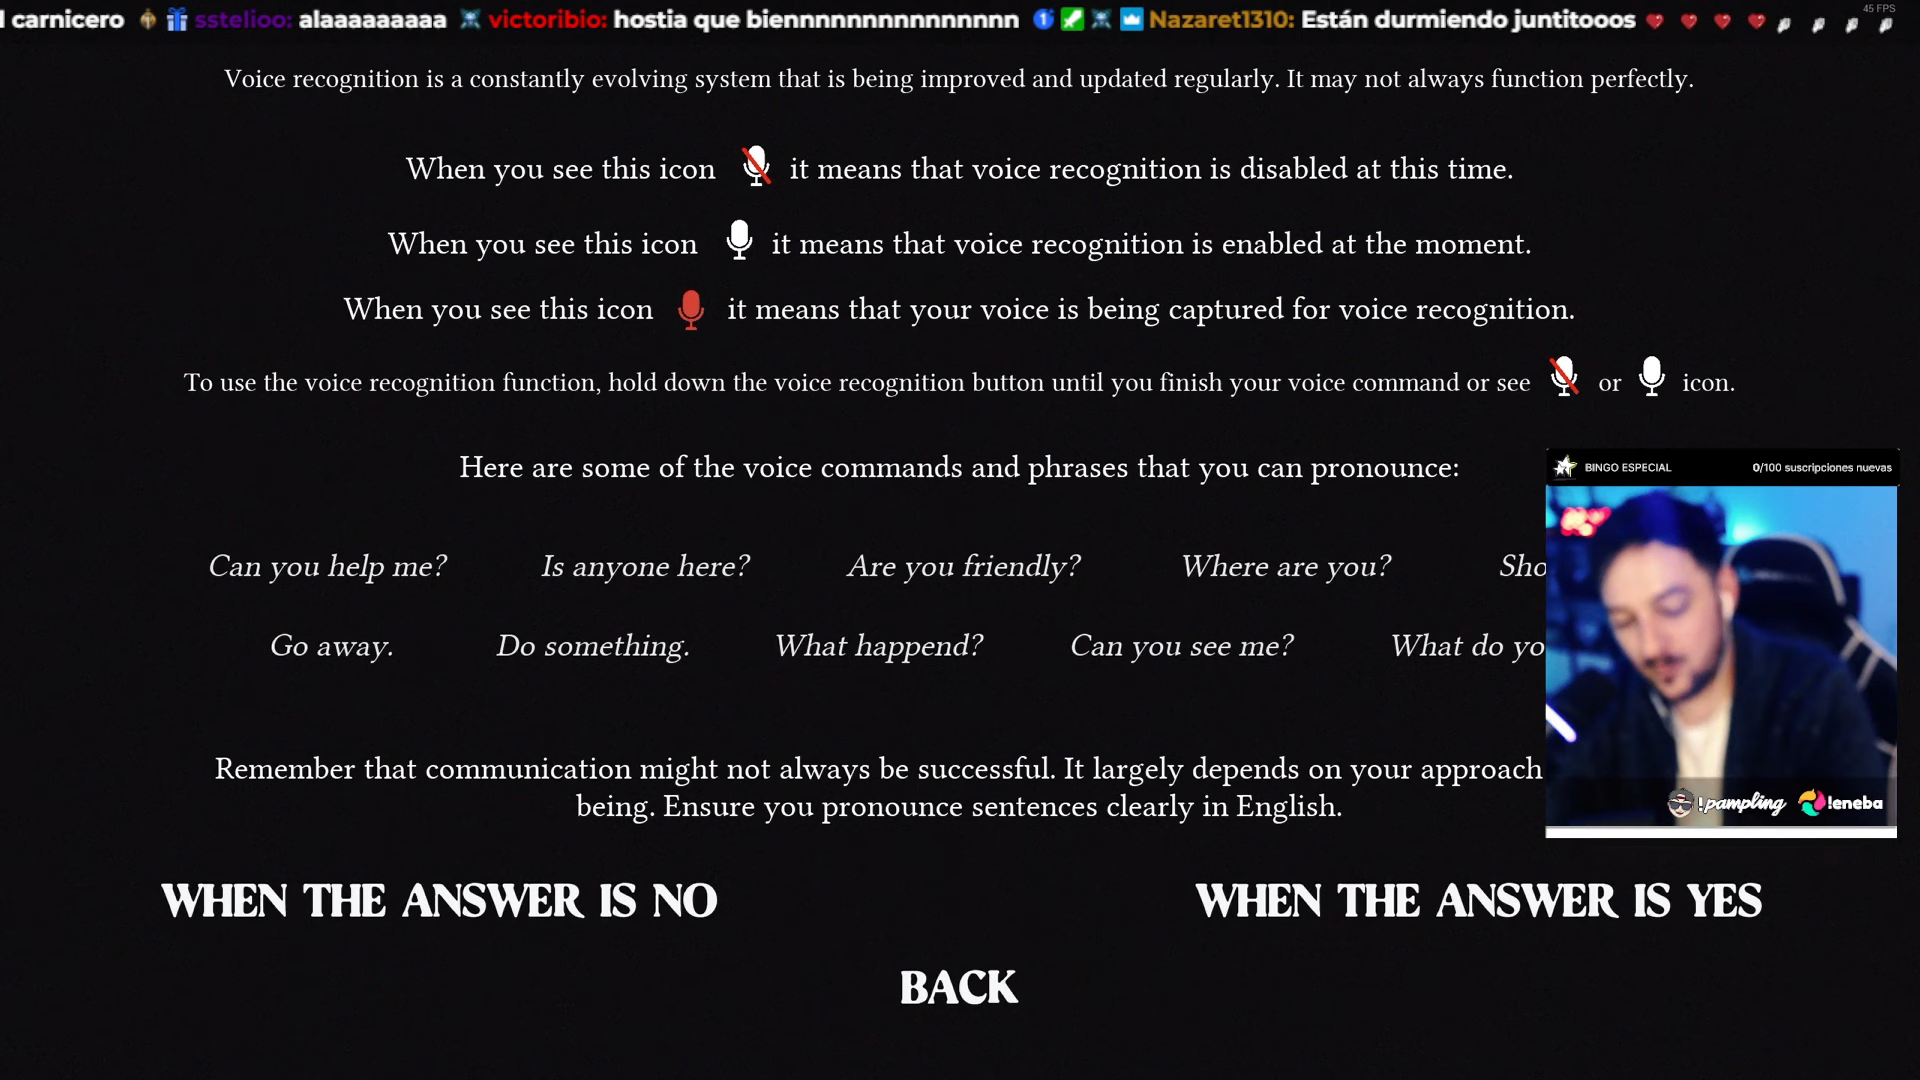 carnicero sstelioo: alaaaaaaaaa victoribio: hostia que biennnnnnnnnnnnnnnn Nazaret1310: Están durmiendo juntitooos
45 FPS
Voice recognition is a constantly evolving system that is being improved and updated regularly. It may not always function perfectly.
When you see this icon it means that voice recognition is disabled at this time.
When you see this icon it means that voice recognition is enabled at the moment.
When you see this icon it means that your voice is being captured for voice recognition.
To use the voice recognition function, hold down the voice recognition button until you finish your voice command or see or icon.
Here are some of the voice commands and phrases that you can pronounce:
BINGO ESPECIAL 0/100 suscripciones nuevas
Can you help me? Is anyone here? Are you friendly? Where are you? Sho
Go away. Do something. What happend? Can you see me? What do yo
Remember that communication might not always be successful. It largely depends on your approach
being. Ensure you pronounce sentences clearly in English.
!pampling !eneba
WHEN THE ANSWER IS NO WHEN THE ANSWER IS YES
BACK